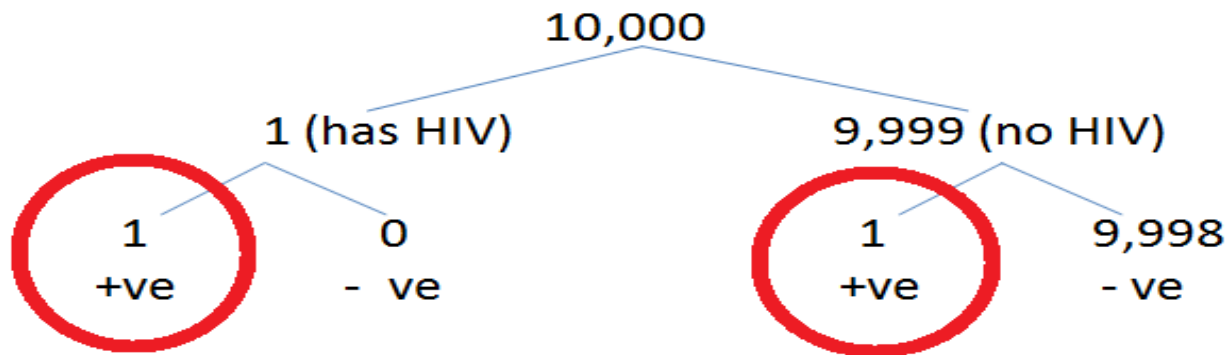 10,000
1 (has HIV) 9,999 (no HIV)
1 0 1 9,998
+ve - ve +ve - ve